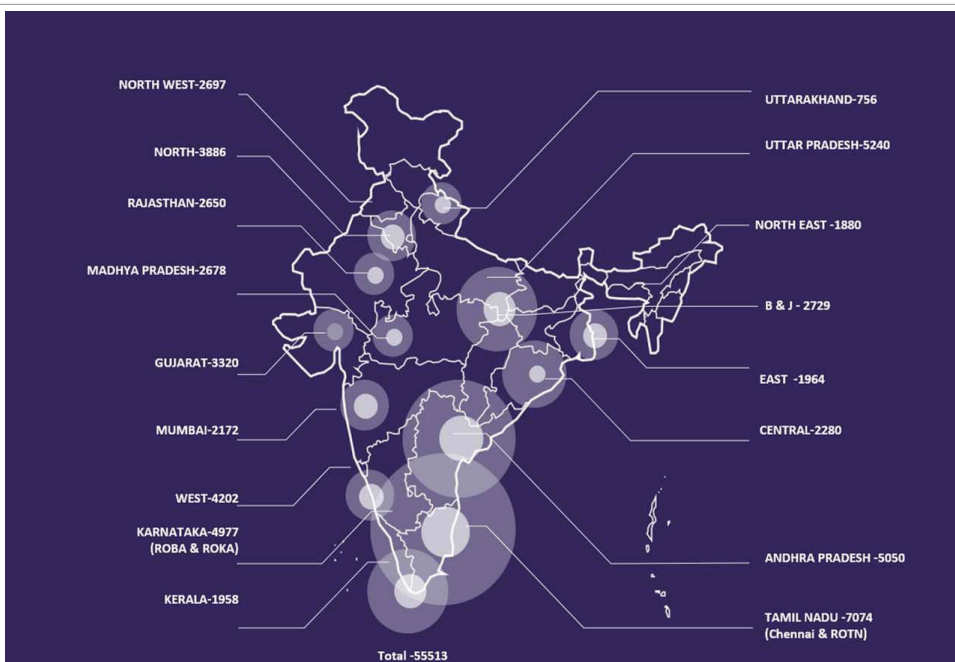 NORTH WEST-2697
NORTH-3886
RAJASTHAN-2650
MADHYA PRADESH-2678
GUJARAT-3320
MUMBAI-2172
WEST-4202
KARNATAKA-4977
(ROBA & ROKA)
KERALA-1958
UTTARAKHAND-756
UTTAR PRADESH-5240
NORTH EAST -1880
B & J - 2729
EAST -1964
CENTRAL-2280
ANDHRA PRADESH -5050
TAMIL NADU -7074
(Chennai & ROTN)
Total -55513